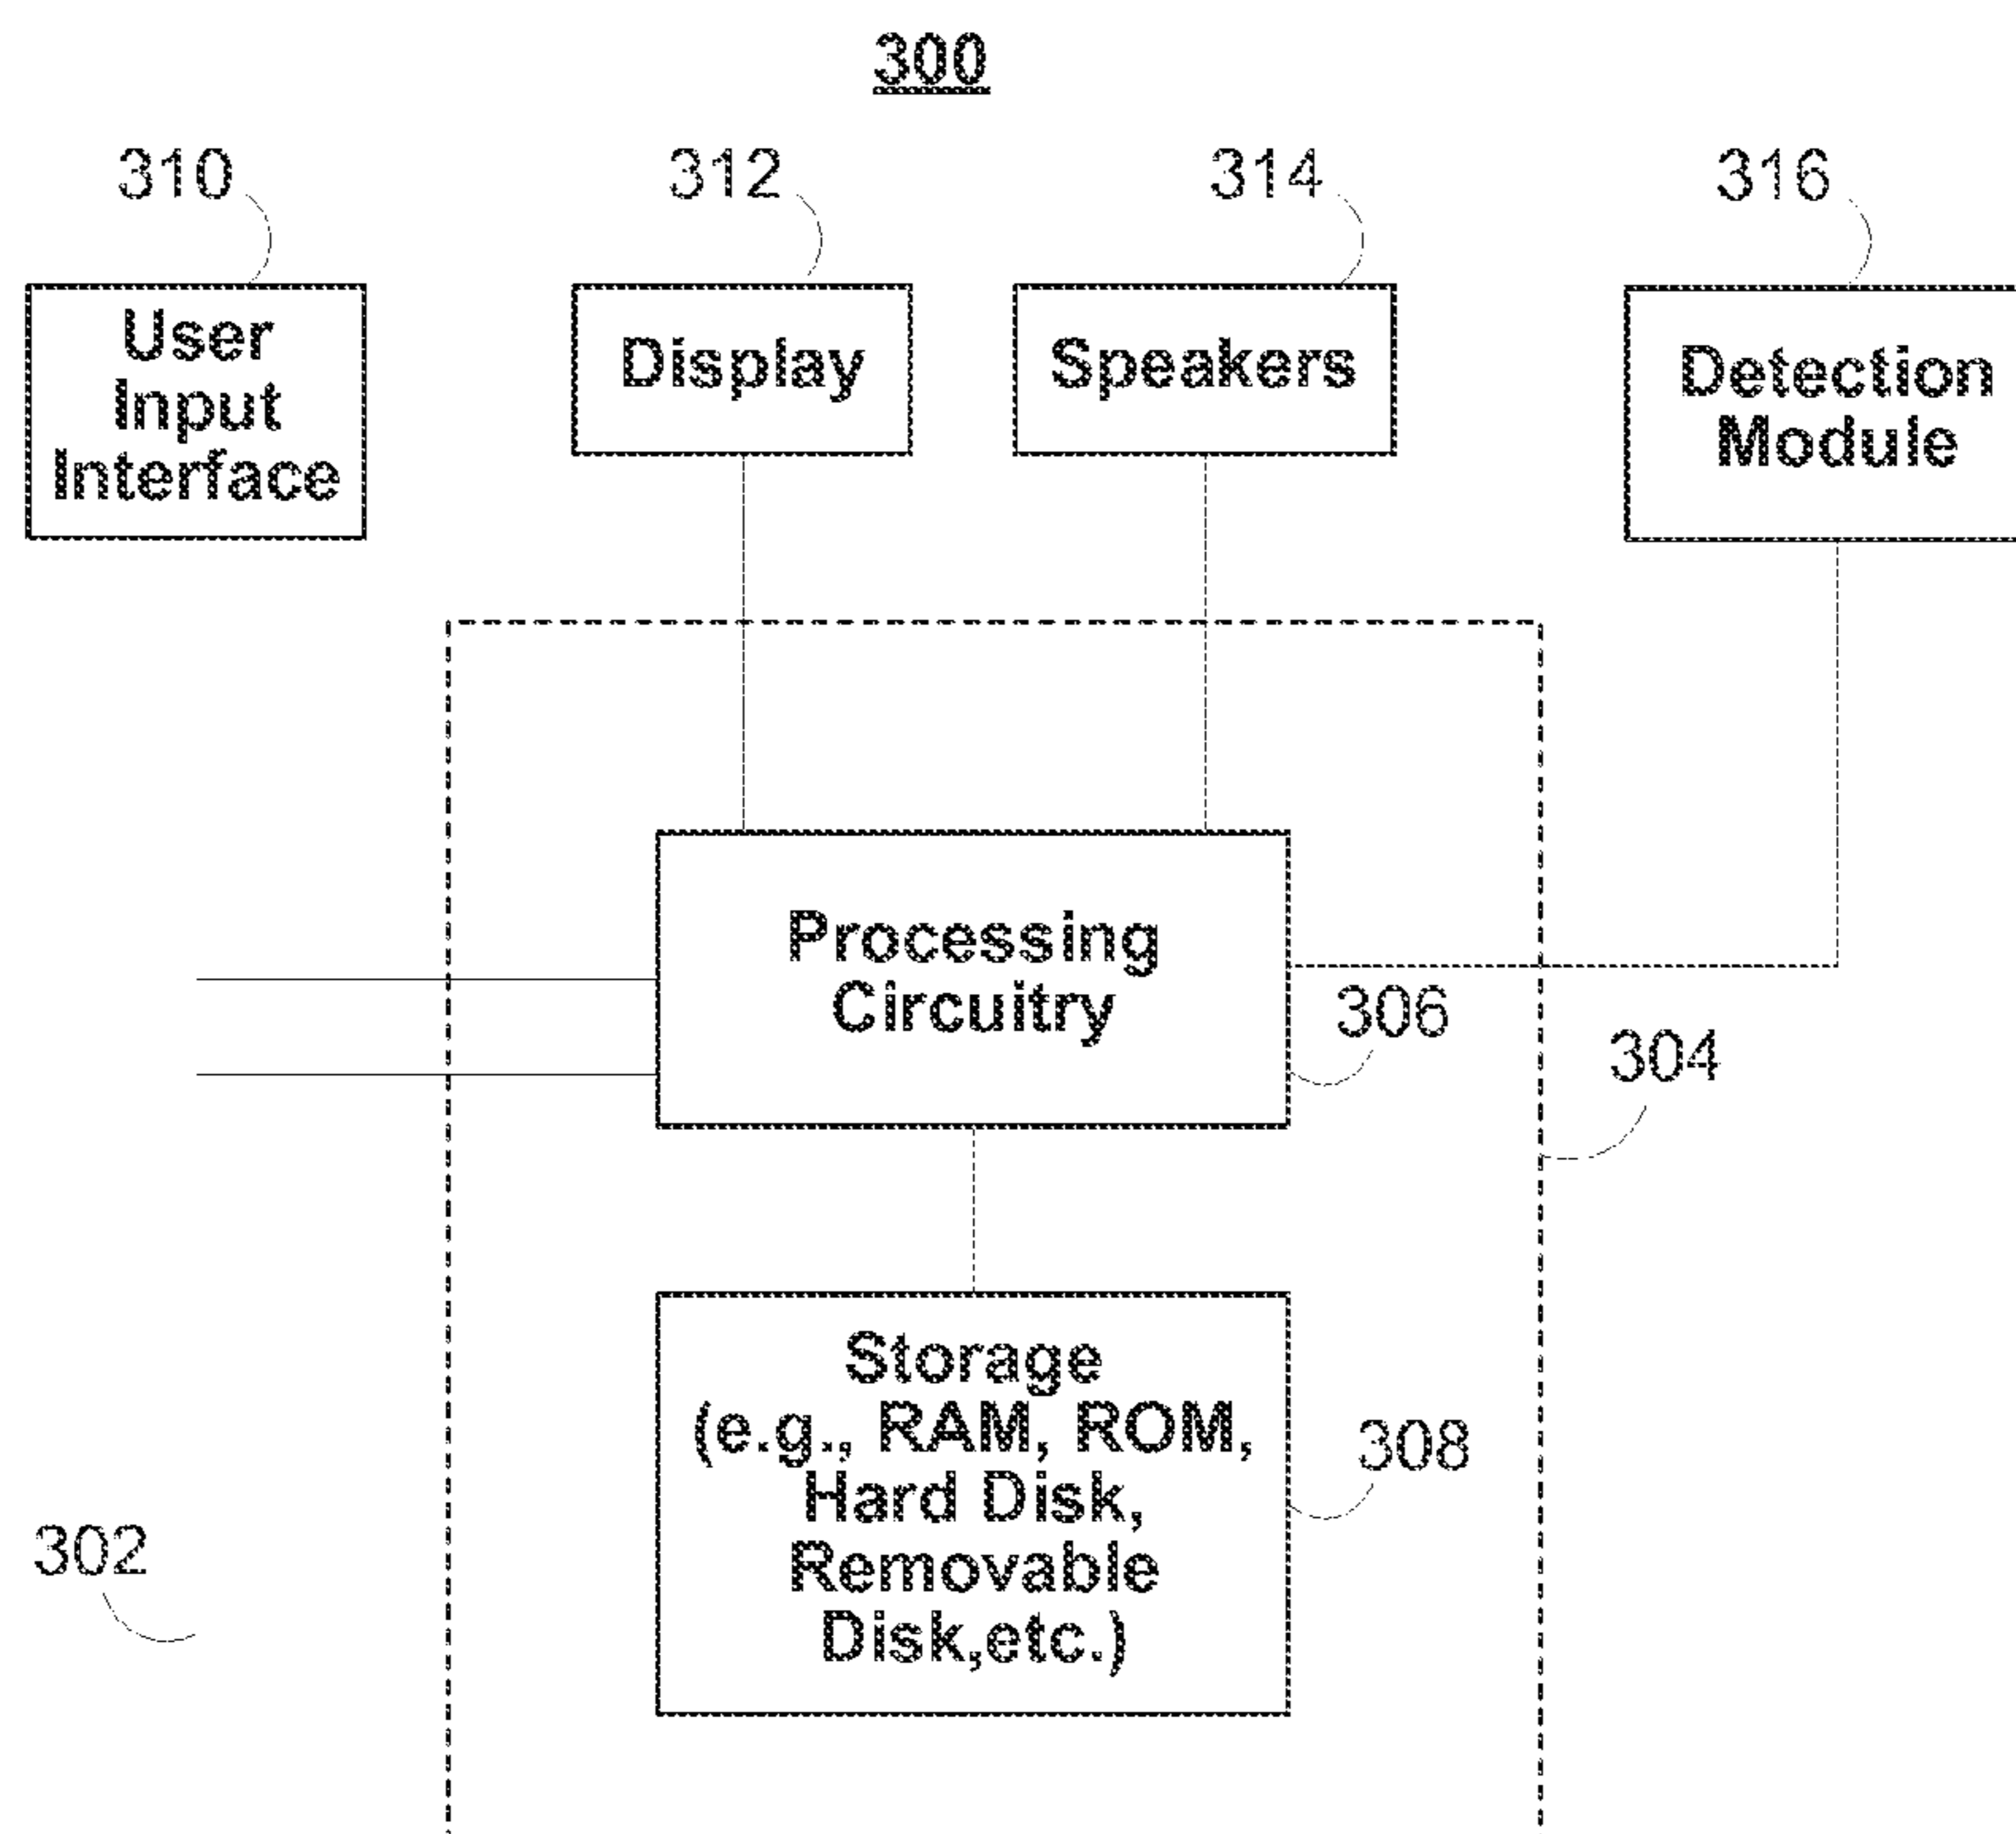 300
310
312
314
316
User
Input
Interface
Display
Speakers
Detection
Module
Processing
Circuitry
306
304
Storage
(e.g., RAM, ROM,
Hard Disk,
Removable
Disk,etc.)
308
302